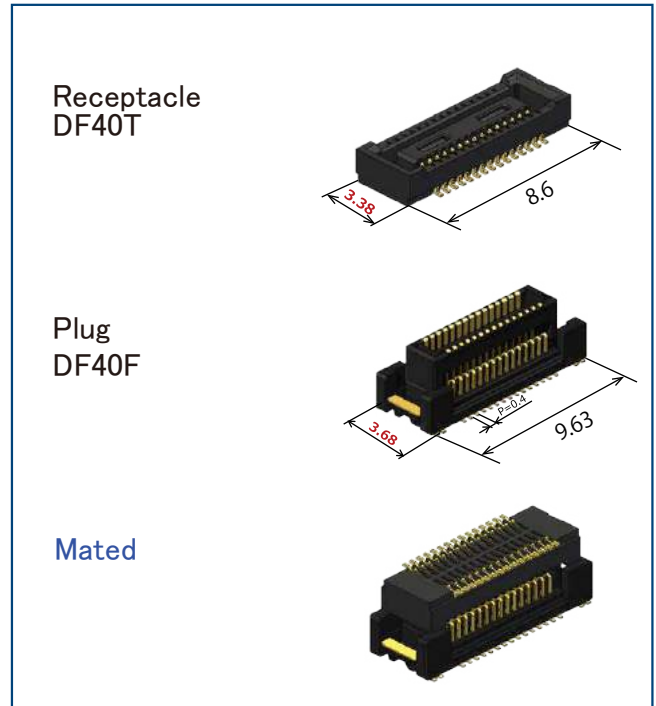 Receptacle
DF40T
3.38
8.6
Plug
DF40F
P=0.4
3.68
9.63
Mated